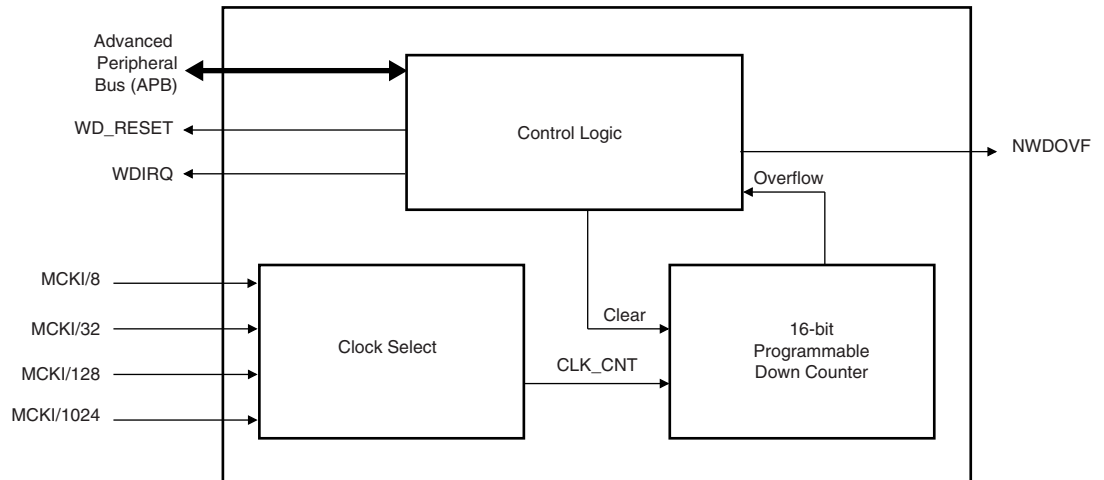 Advanced
Peripheral
Bus (APB)
WD_RESET
WDIRQ
Control Logic
NWDOVF
Overflow
MCKI/8
MCKI/32
MCKI/128
MCKI/1024
Clock Select
Clear
CLK_CNT
16-bit
Programmable
Down Counter